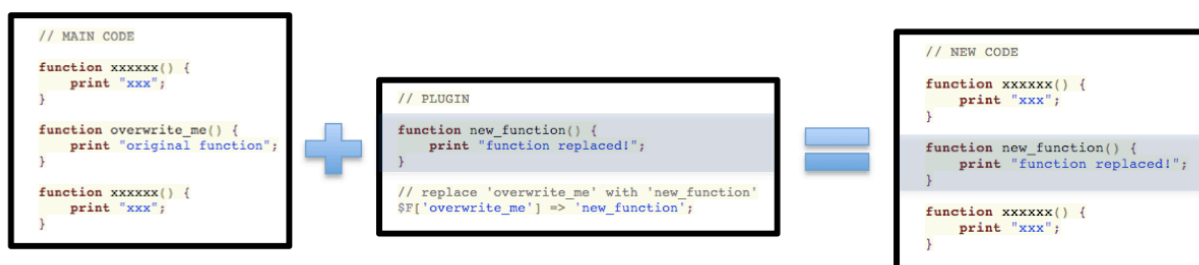 // MAIN CODE
function xxxxxx() {
print "xxx";
}
function overwrite_me() {
print "original function";
}
function xxxxxx() {
print "xxx";
}
// PLUGIN
function new_function() {
print "function replaced!";
}
// replace 'overwrite_me' with 'new_function'
$F['overwrite_me'] => 'new_function';
// NEW CODE
function xxxxxx() {
print "xxx";
}
function new_function() {
print "function replaced!";
}
function xxxxxx() {
print "xxx";
}